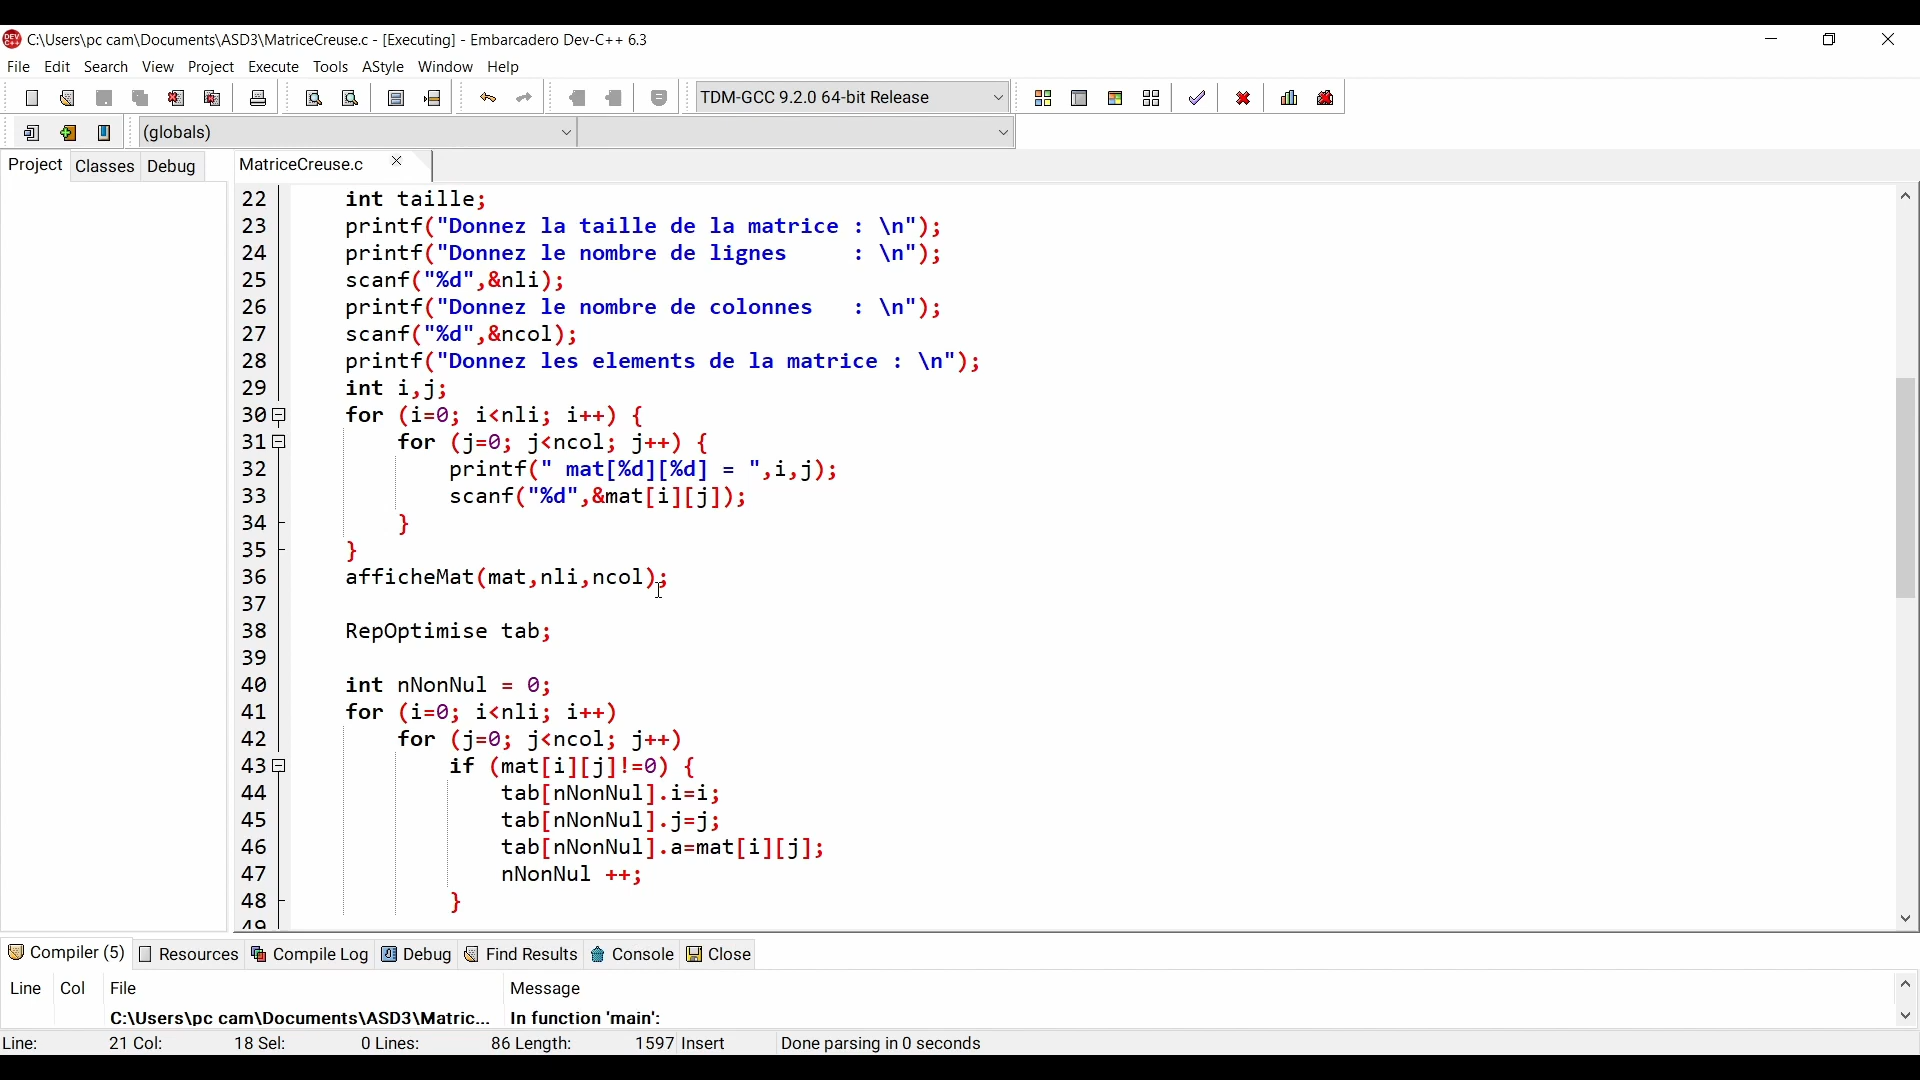 C:\Users\pc cam\Documents\ASD3\MatriceCreuse.c - [Executing] - Embarcadero Dev-C++ 6.3
File Edit Search View Project Execute Tools AStyle Window Help
TDM-GCC 9.2.0 64-bit Release
(globals)
Project Classes Debug MatriceCreuse.c
22 int taille;
23 printf("Donnez la taille de la matrice : \n");
24 printf("Donnez le nombre de lignes     : \n");
25 scanf("%d",&nli);
26 printf("Donnez le nombre de colonnes   : \n");
27 scanf("%d",&ncol);
28 printf("Donnez les elements de la matrice : \n");
29 int i,j;
30 for (i=0; i<nli; i++) {
31 for (j=0; j<ncol; j++) {
32 printf(" mat[%d][%d] = ",i,j);
33 scanf("%d",&mat[i][j]);
34 }
35 }
36 afficheMat(mat,nli,ncol);
37
38 RepOptimise tab;
39
40 int nNonNul = 0;
41 for (i=0; i<nli; i++)
42 for (j=0; j<ncol; j++)
43 if (mat[i][j]!=0) {
44 tab[nNonNul].i=i;
45 tab[nNonNul].j=j;
46 tab[nNonNul].a=mat[i][j];
47 nNonNul ++;
48 }
49
Compiler (5) Resources Compile Log Debug Find Results Console Close
Line Col File Message
C:\Users\pc cam\Documents\ASD3\Matric... In function 'main':
Line: 21 Col: 18 Sel: 0 Lines: 86 Length: 1597 Insert Done parsing in 0 seconds